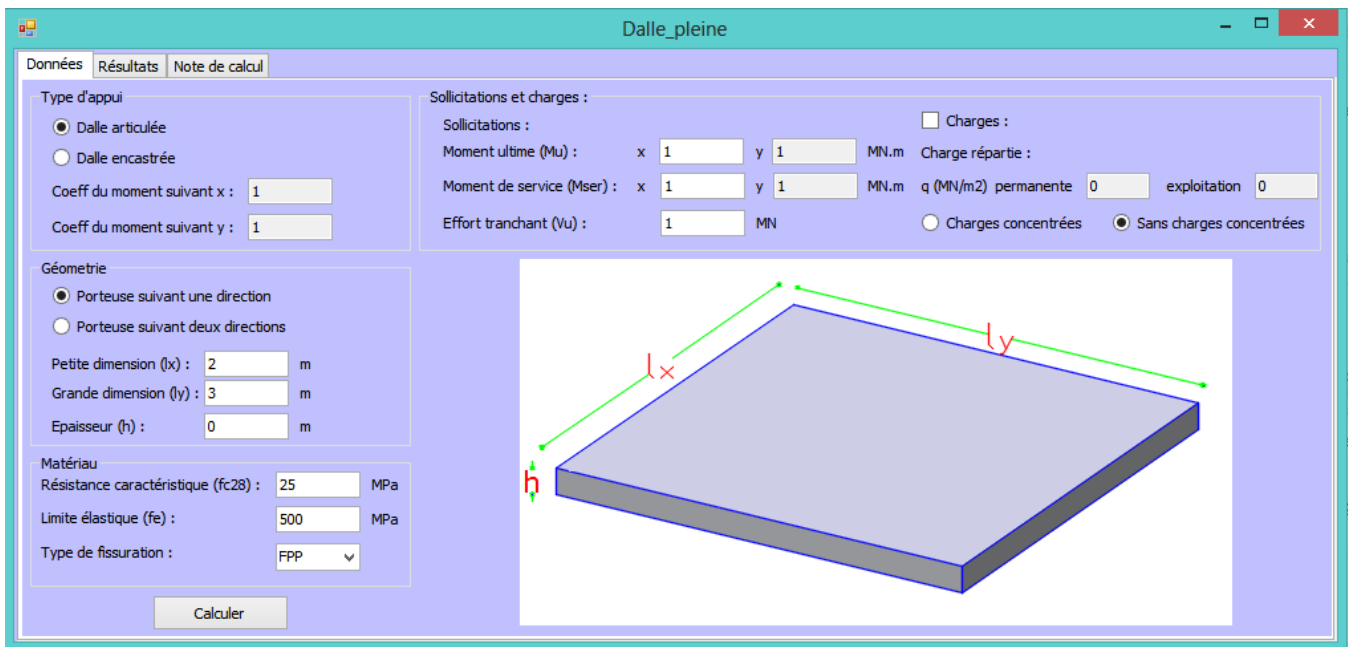 Dalle_pleine
Données Résultats Note de calcul
Type d'appui
Dalle articulée
Dalle encastrée
Coeff du moment suivant x : 1
Coeff du moment suivant y : 1
Sollicitations et charges :
Sollicitations :
Moment ultime (Mu) : x 1 y 1 MN.m
Moment de service (Mser) : x 1 y 1 MN.m
Effort tranchant (Vu) : 1 MN
Charges :
Charge répartie :
q (MN/m2) permanente 0 exploitation 0
Charges concentrées Sans charges concentrées
Géometrie
Porteuse suivant une direction
Porteuse suivant deux directions
Petite dimension (lx) : 2 m
Grande dimension (ly) : 3 m
Epaisseur (h) : 0 m
Matériau
Résistance caractéristique (fc28) : 25 MPa
Limite élastique (fe) : 500 MPa
Type de fissuration : FPP
Calculer
lx
ly
h